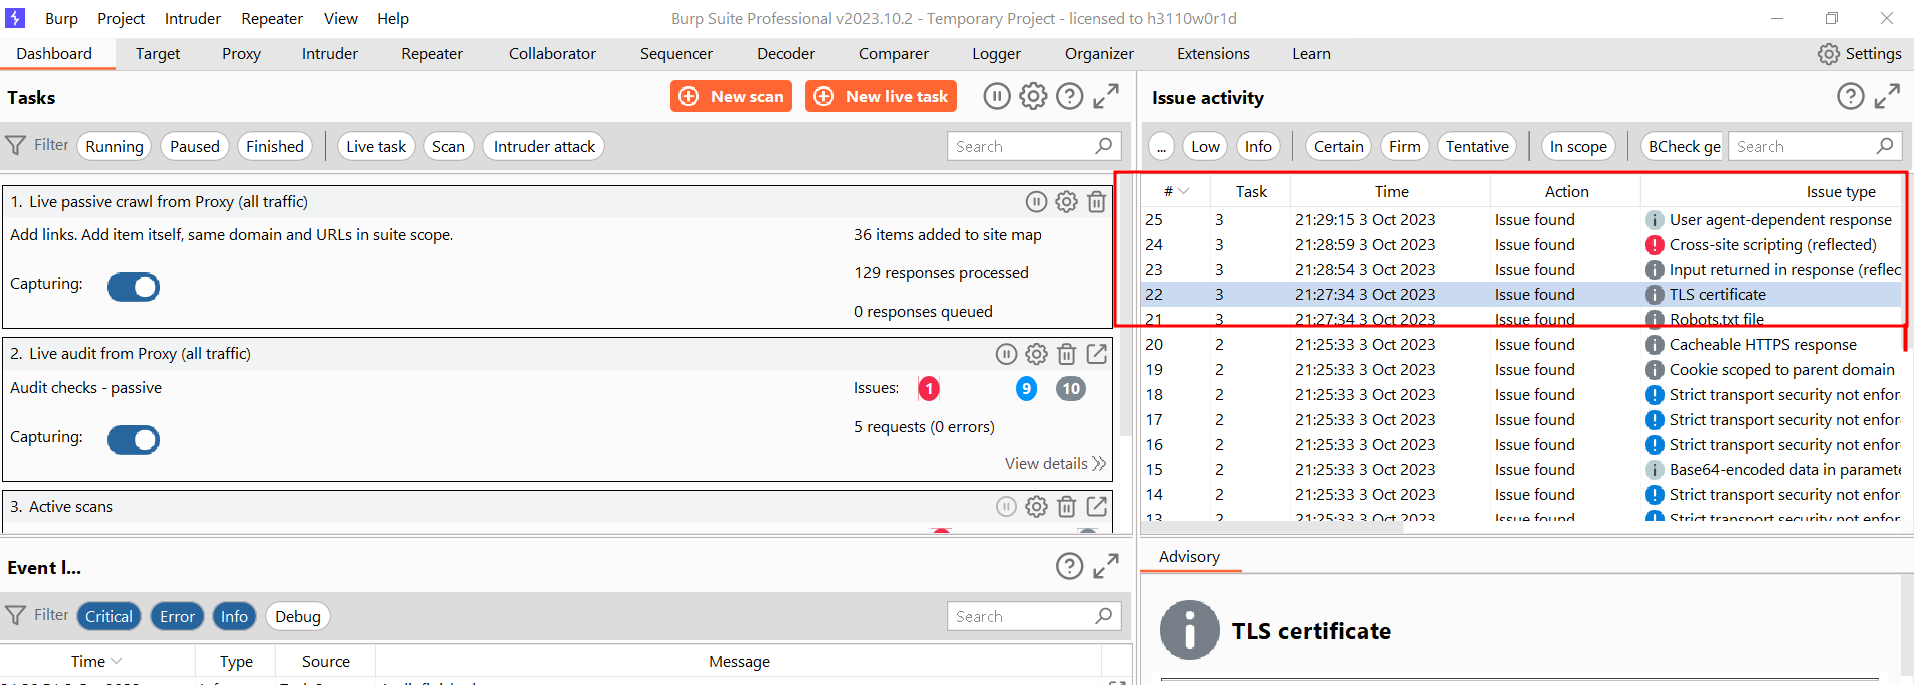 Burp Project Intruder Repeater View Help Burp Suite Professional v2023.10.2 - Temporary Project - licensed to h3110w0r1d
Dashboard Target Proxy Intruder Repeater Collaborator Sequencer Decoder Comparer Logger Organizer Extensions Learn Settings
Tasks New scan New live task
Filter Running Paused Finished Live task Scan Intruder attack Search
1. Live passive crawl from Proxy (all traffic)
Add links. Add item itself, same domain and URLs in suite scope. 36 items added to site map
129 responses processed
Capturing:
0 responses queued
2. Live audit from Proxy (all traffic)
Audit checks - passive Issues: 1 9 10
5 requests (0 errors)
Capturing:
View details
3. Active scans
Event l...
Filter Critical Error Info Debug Search
Time Type Source Message
Issue activity
... Low Info Certain Firm Tentative In scope BCheck ge Search
# Task Time Action Issue type
25 3 21:29:15 3 Oct 2023 Issue found User agent-dependent response
24 3 21:28:59 3 Oct 2023 Issue found Cross-site scripting (reflected)
23 3 21:28:54 3 Oct 2023 Issue found Input returned in response (reflec
22 3 21:27:34 3 Oct 2023 Issue found TLS certificate
21 3 21:27:34 3 Oct 2023 Issue found Robots.txt file
20 2 21:25:33 3 Oct 2023 Issue found Cacheable HTTPS response
19 2 21:25:33 3 Oct 2023 Issue found Cookie scoped to parent domain
18 2 21:25:33 3 Oct 2023 Issue found Strict transport security not enfor
17 2 21:25:33 3 Oct 2023 Issue found Strict transport security not enfor
16 2 21:25:33 3 Oct 2023 Issue found Strict transport security not enfor
15 2 21:25:33 3 Oct 2023 Issue found Base64-encoded data in paramete
14 2 21:25:33 3 Oct 2023 Issue found Strict transport security not enfor
13 2 21:25:33 3 Oct 2023 Issue found Strict transport security not enfor
Advisory
TLS certificate